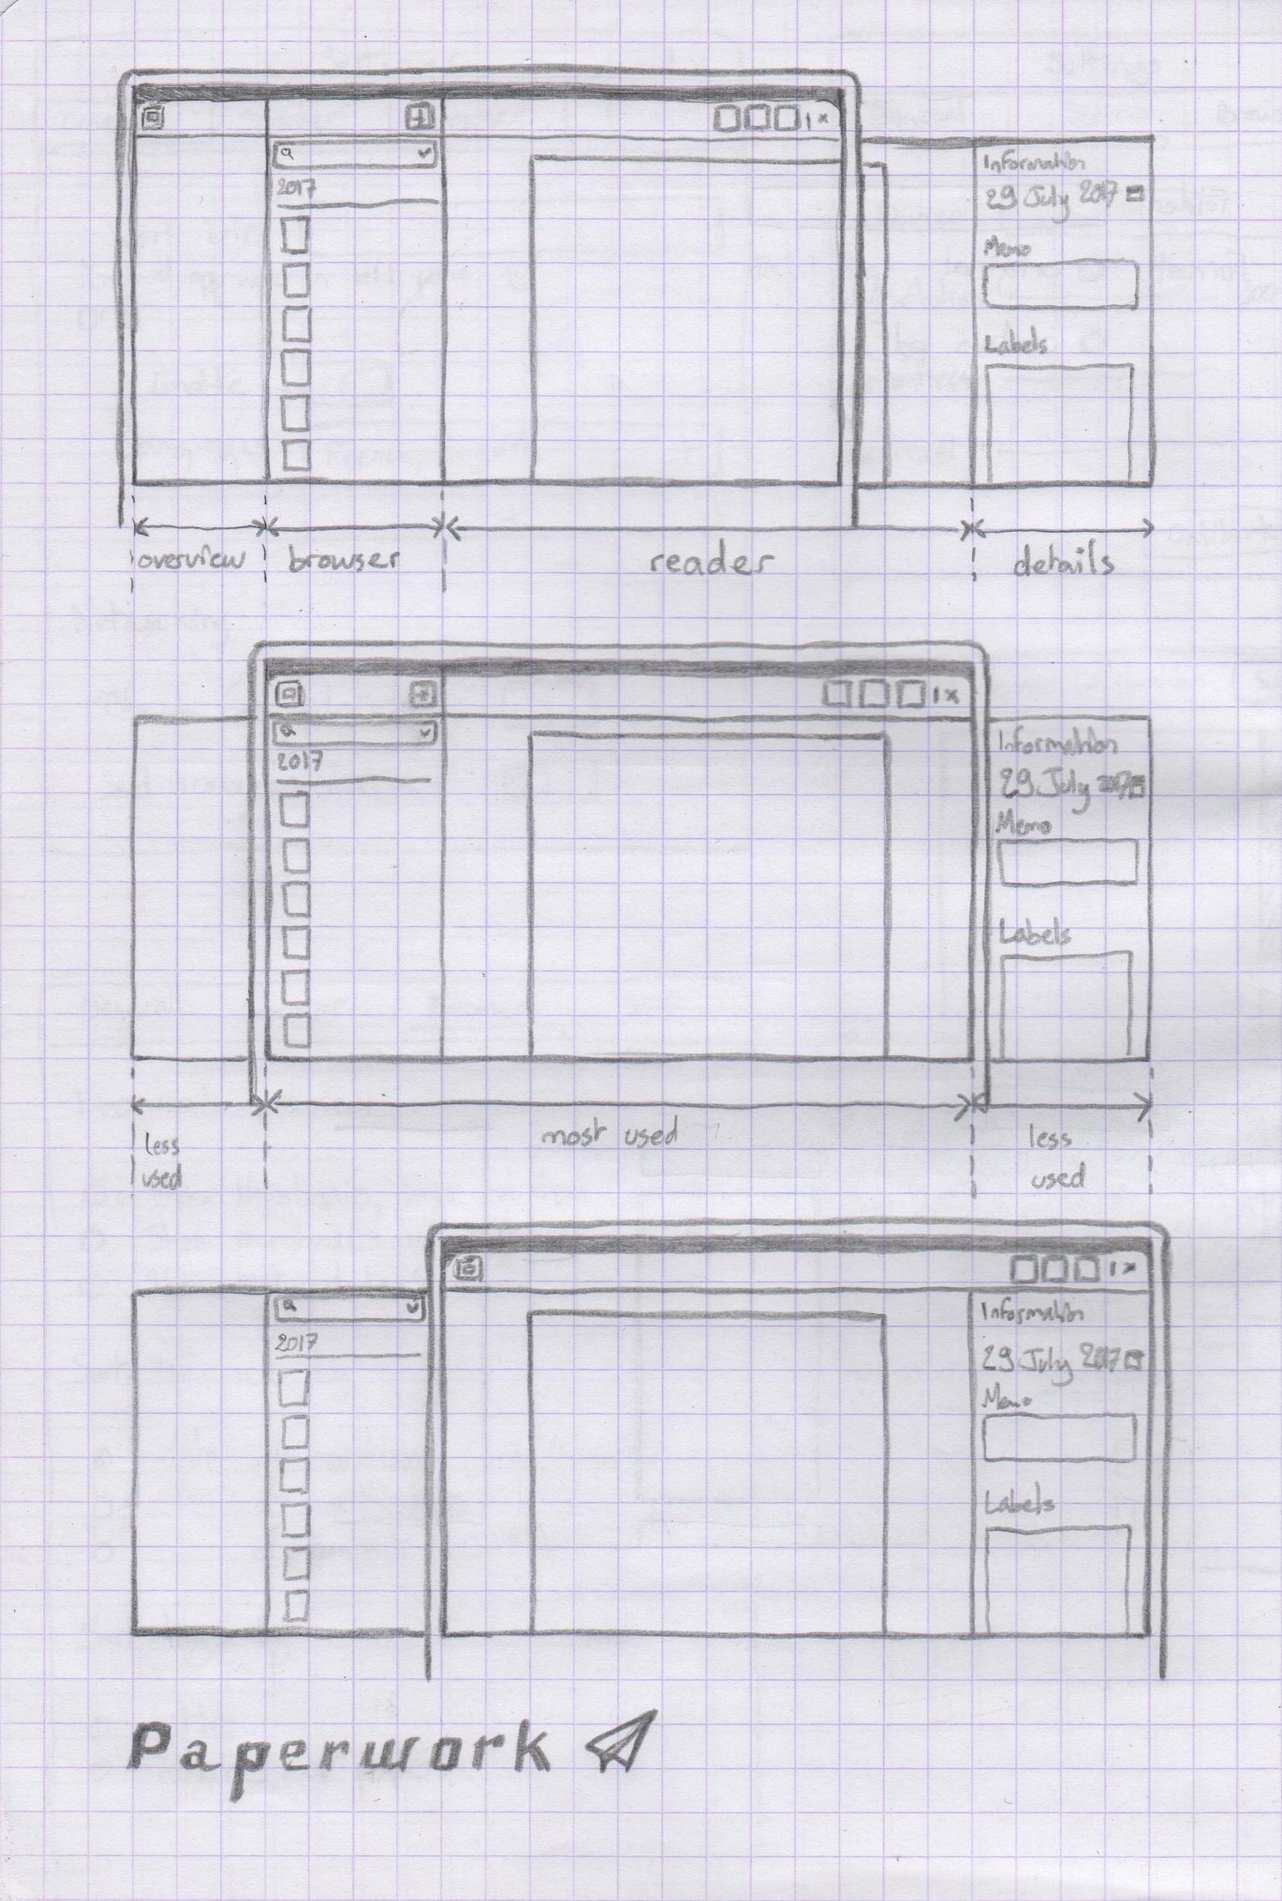 Information
29 July 2017
2017
Memo
Labels
overview browser reader details
Information
2017
29 July 2017
Memo
Labels
less used
most used
less used
Information
2017
29 July 2017
Memo
Labels
Paperwork